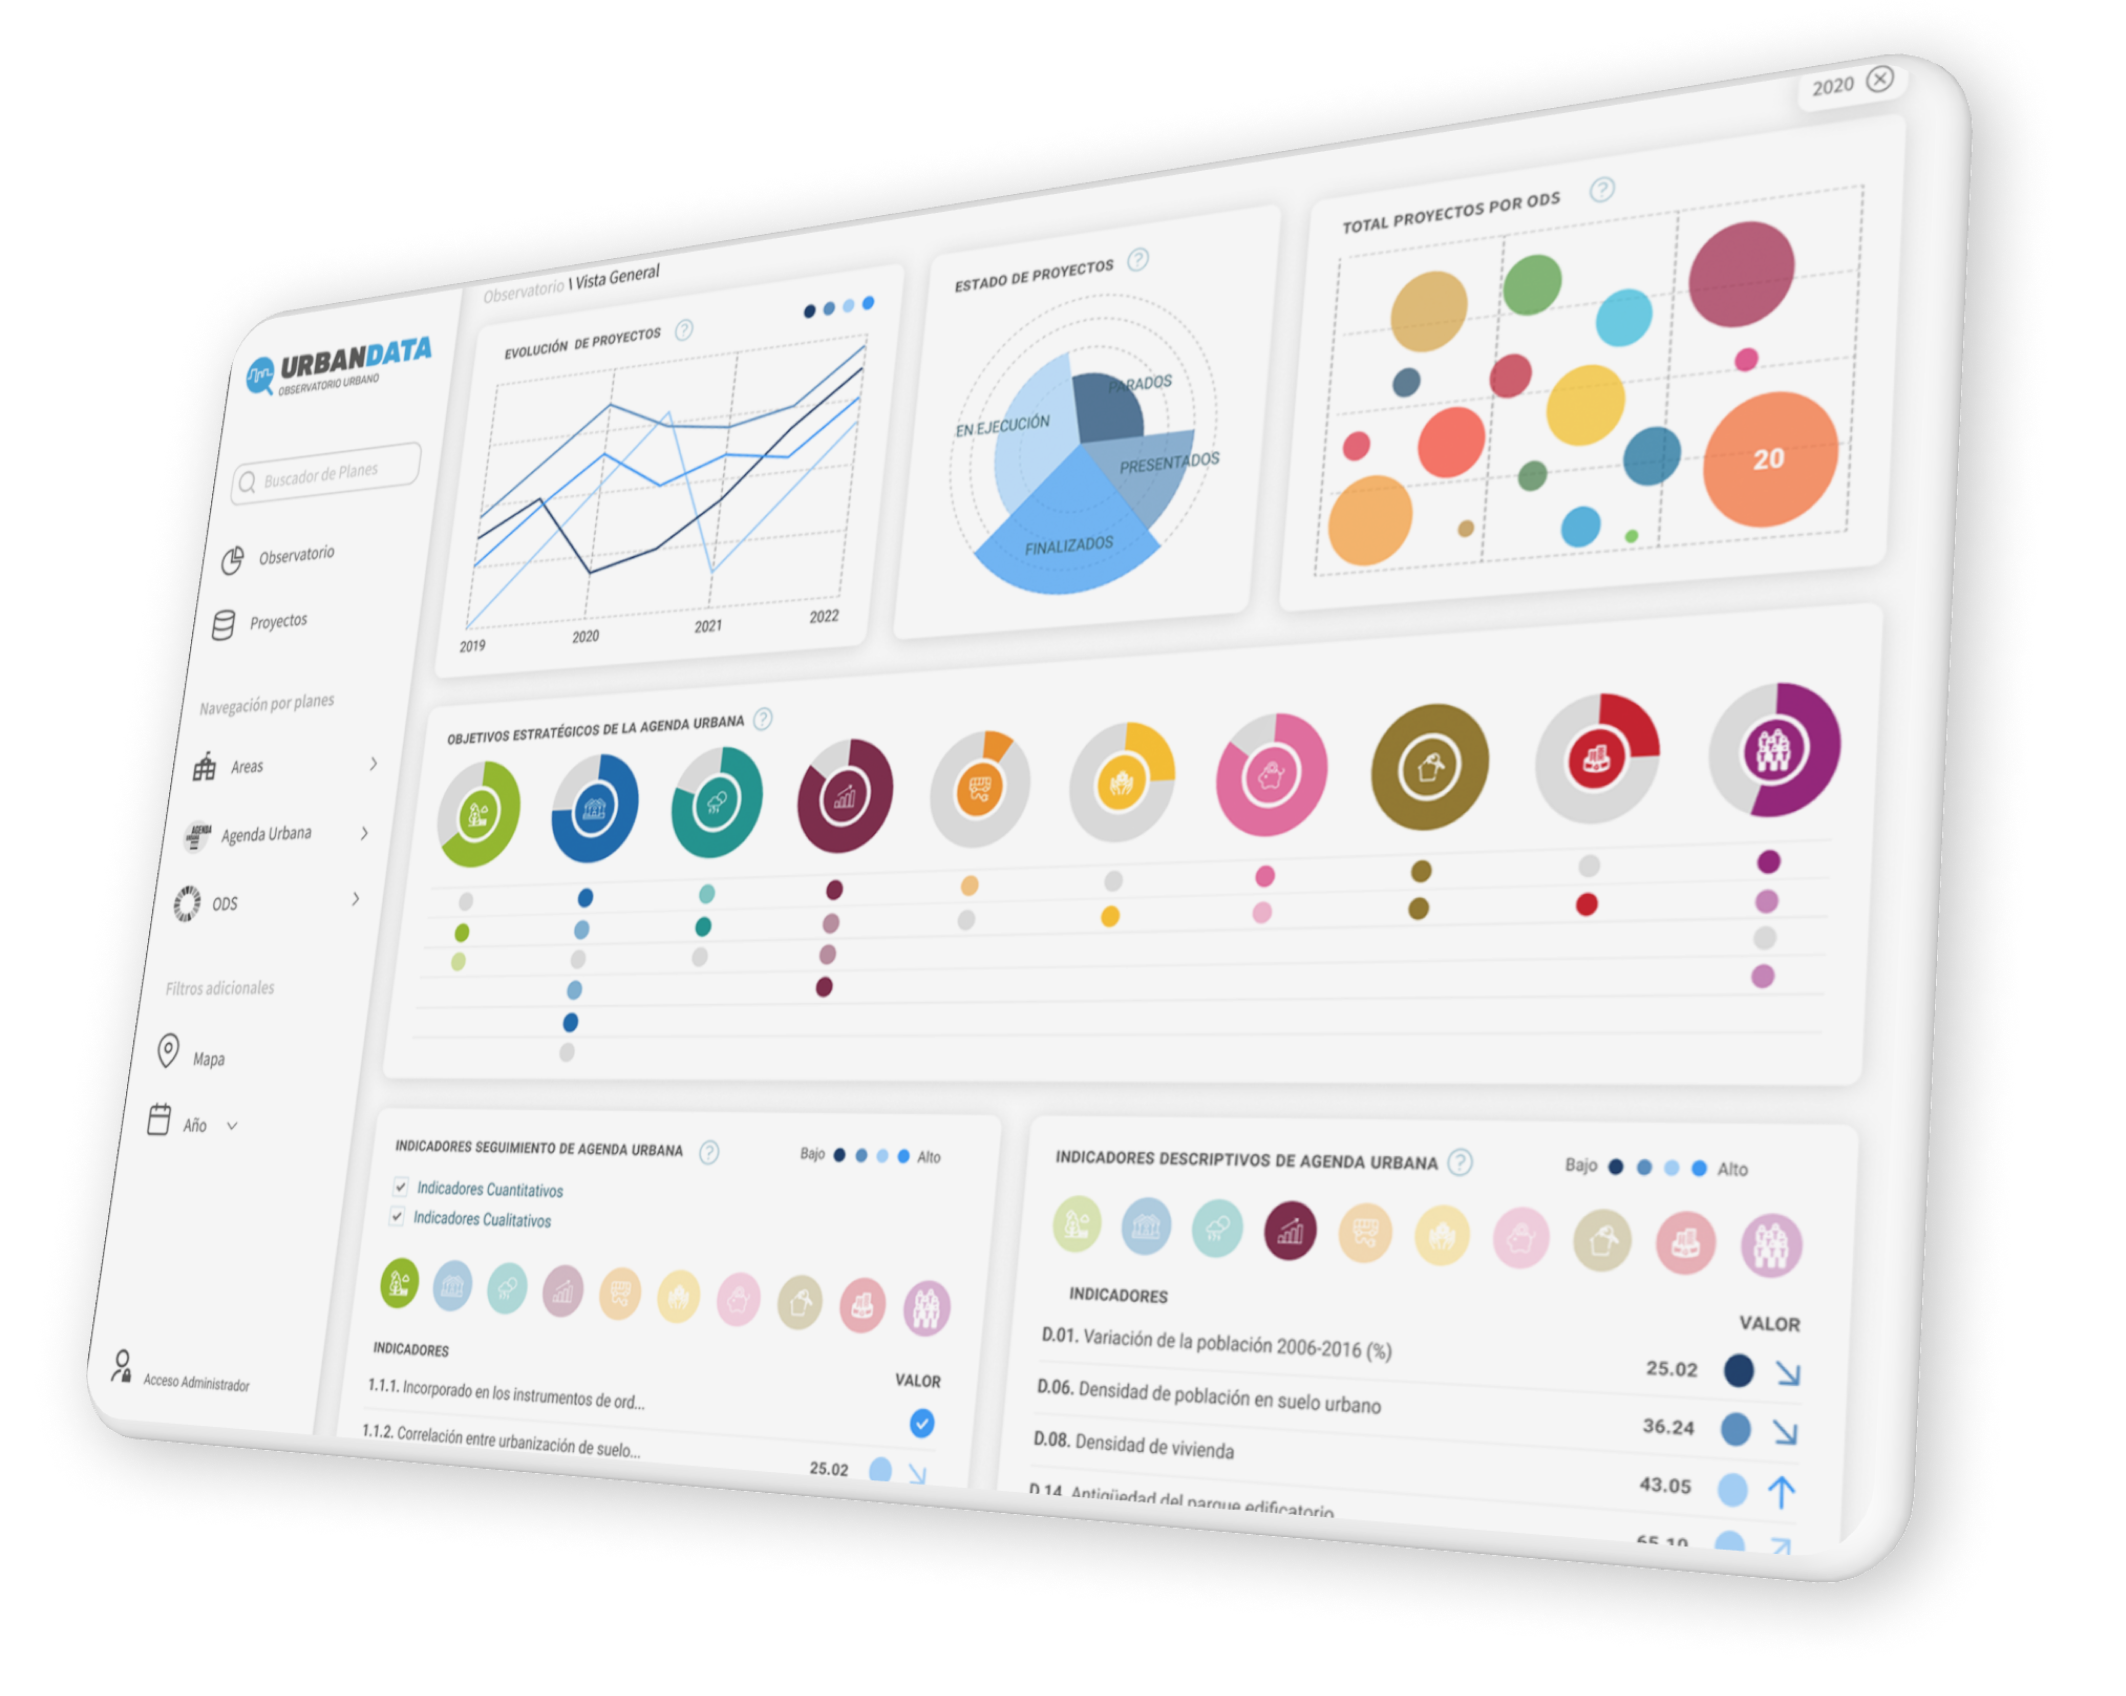 2020
Observatorio \ Vista General
URBANDATA
OBSERVATORIO URBANO
Buscador de Planes
Observatorio
Proyectos
Navegación por planes
Areas
AGENDA
Agenda Urbana
ODS
Filtros adicionales
Mapa
Año
Acceso Administrador
EVOLUCIÓN DE PROYECTOS ?
2019 2020 2021 2022
ESTADO DE PROYECTOS ?
PARADOS
EN EJECUCIÓN
PRESENTADOS
FINALIZADOS
TOTAL PROYECTOS POR ODS ?
20
OBJETIVOS ESTRATÉGICOS DE LA AGENDA URBANA ?
INDICADORES SEGUIMIENTO DE AGENDA URBANA ?
Bajo Alto
Indicadores Cuantitativos
Indicadores Cualitativos
INDICADORES
VALOR
1.1.1. Incorporado en los instrumentos de ord...
1.1.2. Correlación entre urbanización de suelo...
25.02
INDICADORES DESCRIPTIVOS DE AGENDA URBANA ?
Bajo Alto
INDICADORES
VALOR
D.01. Variación de la población 2006-2016 (%)
25.02
D.06. Densidad de población en suelo urbano
36.24
D.08. Densidad de vivienda
43.05
D.14. Antigüedad del parque edificatorio
65.10